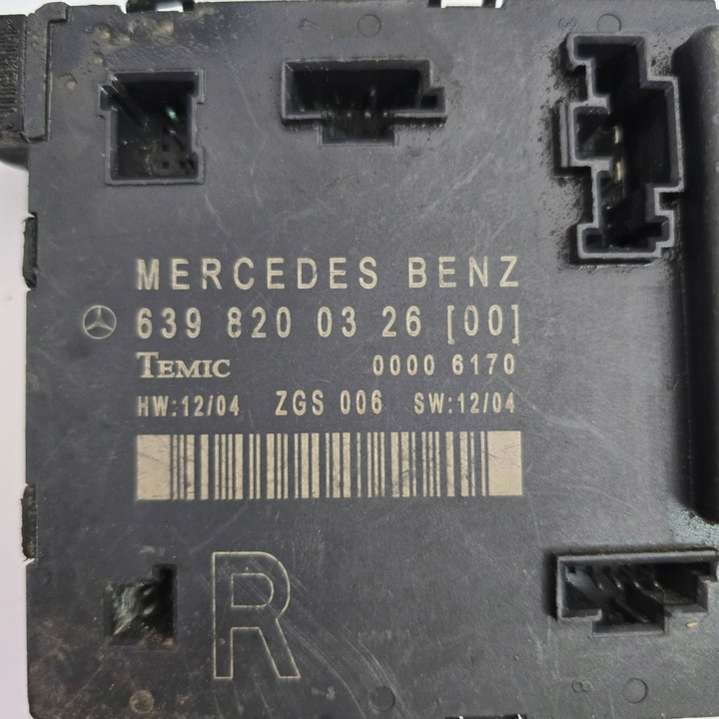 MERCEDES BENZ
639 820 03 26 [00]
TEMIC 0000 6170
HW:12/04 ZGS 006 SW:12/04
R